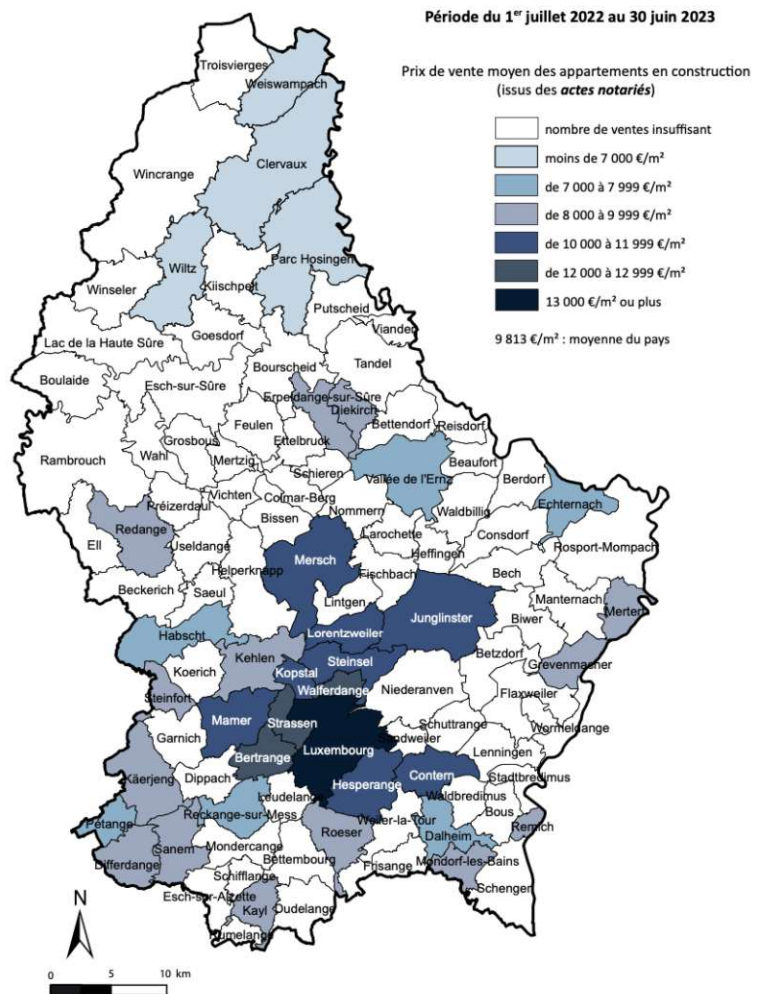 Période du 1er juillet 2022 au 30 juin 2023
Prix de vente moyen des appartements en construction
(issus des actes notariés)
nombre de ventes insuffisant
moins de 7 000 €/m²
de 7 000 à 7 999 €/m²
de 8 000 à 9 999 €/m²
de 10 000 à 11 999 €/m²
de 12 000 à 12 999 €/m²
13 000 €/m² ou plus
9 813 €/m² : moyenne du pays
Troisvierges
Weiswampach
Clervaux
Wincrange
Parc Hosingen
Wiltz
Kiischpelt
Winseler
Putscheid
Vianden
Goesdorf
Lac de la Haute Sûre
Bourscheid
Tandel
Boulaide
Esch-sur-Sûre
Erpeldange-sur-Sûre
Diekirch
Bettendorf
Reisdorf
Feulen
Grosbous
Ettelbruck
Wahl
Mertzig
Rambrouch
Beaufort
Schieren
Vallée de l'Ernz
Berdorf
Vichten
Colmar-Berg
Préizerdaul
Echternach
Nommern
Waldbillig
Bissen
Redange
Larochette
Consdorf
Ell
Useldange
Rosport-Mompach
Heffingen
Mersch
Helperknapp
Fischbach
Bech
Beckerich
Saeul
Lintgen
Manternach
Mertert
Junglinster
Biwer
Lorentzweiler
Habscht
Kehlen
Betzdorf
Steinsel
Grevenmacher
Koerich
Kopstal
Walferdange
Niederanven
Flaxweiler
Steinfort
Mamer
Strassen
Schuttrange
Wormeldange
Garnich
Sandweiler
Luxembourg
Lenningen
Bertrange
Contern
Stadtbredimus
Käerjeng
Dippach
Hesperange
Leudelange
Waldbredimus
Bous
Reckange-sur-Mess
Weiler-la-Tour
Pétange
Roeser
Dalheim
Remich
Sanem
Mondercange
Bettembourg
Differdange
Frisange
Mondorf-les-Bains
Schifflange
Schengen
Esch-sur-Alzette
Kayl
Dudelange
Rumelange
N
0 5 10 km